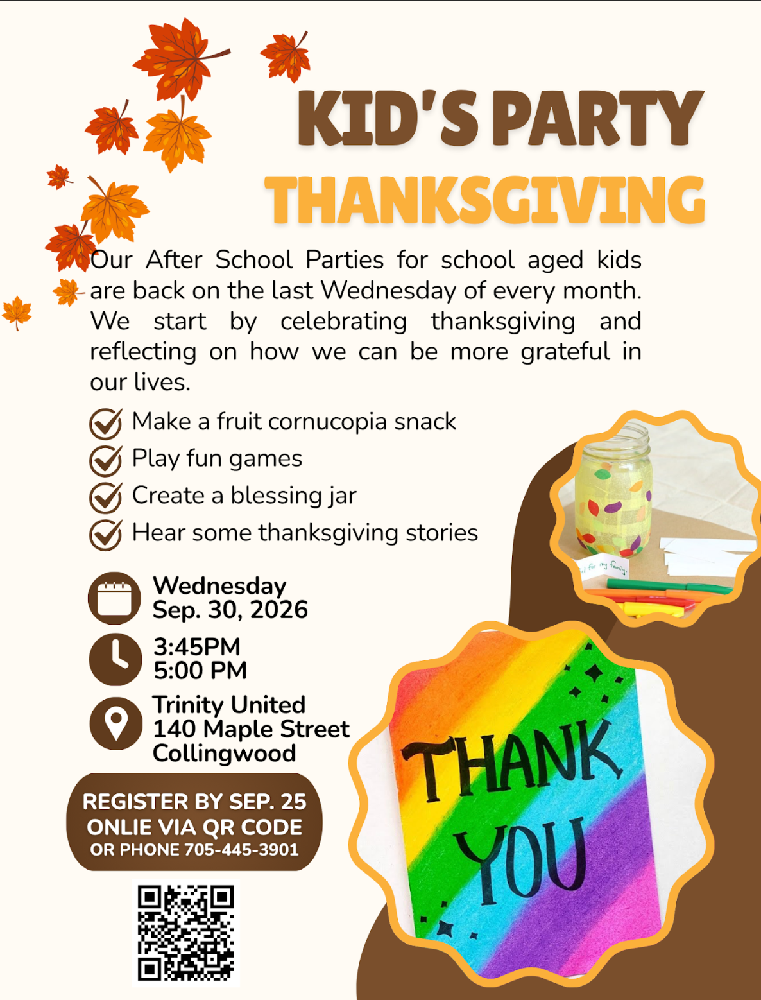 KID'S PARTY
THANKSGIVING
Our After School Parties for school aged kids
are back on the last Wednesday of every month.
We start by celebrating thanksgiving and
reflecting on how we can be more grateful in
our lives.
Make a fruit cornucopia snack
Play fun games
Create a blessing jar
Hear some thanksgiving stories
for my family.
Wednesday
Sep. 30, 2026
3:45PM
5:00 PM
Trinity United
140 Maple Street
Collingwood
REGISTER BY SEP. 25
ONLIE VIA QR CODE
OR PHONE 705-445-3901
THANK
YOU